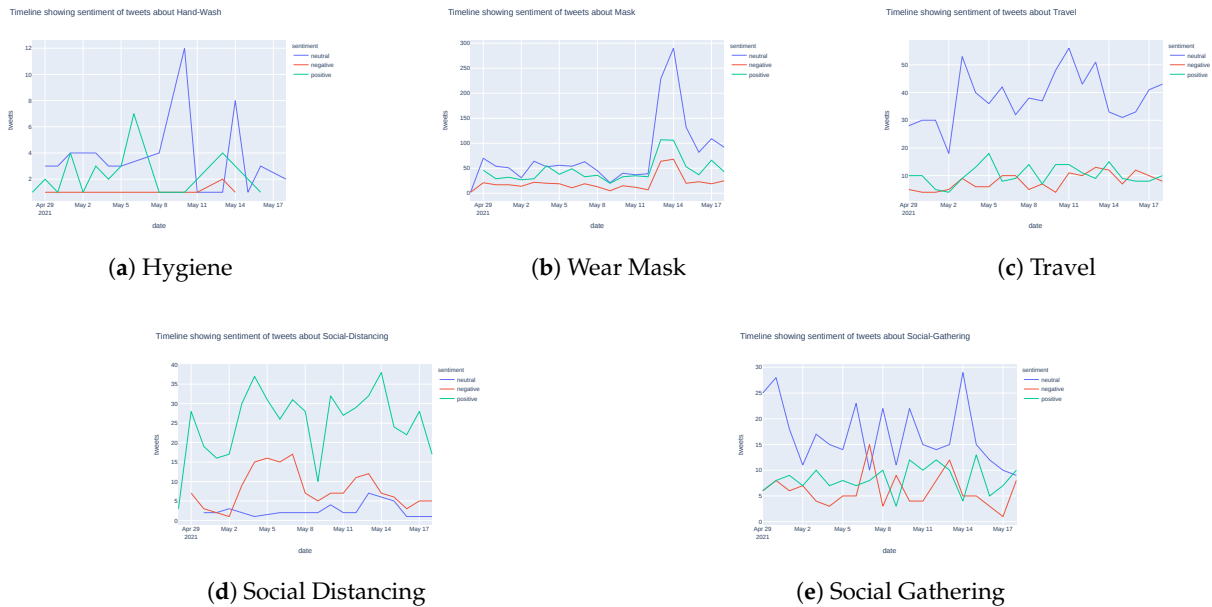 Timeline showing sentiment of tweets about Hand-Wash
sentiment
neutral
negative
positive
12
10
8
6
4
2
tweets
Apr 29
2021
May 2
May 5
May 8
May 11
May 14
May 17
date
(a) Hygiene
Timeline showing sentiment of tweets about Mask
sentiment
neutral
negative
positive
300
250
200
150
100
50
0
tweets
Apr 29
2021
May 2
May 5
May 8
May 11
May 14
May 17
date
(b) Wear Mask
Timeline showing sentiment of tweets about Travel
sentiment
neutral
negative
positive
50
40
30
20
10
0
tweets
Apr 29
2021
May 2
May 5
May 8
May 11
May 14
May 17
date
(c) Travel
Timeline showing sentiment of tweets about Social-Distancing
sentiment
neutral
negative
positive
40
35
30
25
20
15
10
5
0
tweets
Apr 29
2021
May 2
May 5
May 8
May 11
May 14
May 17
date
(d) Social Distancing
Timeline showing sentiment of tweets about Social-Gathering
sentiment
neutral
negative
positive
30
25
20
15
10
5
0
tweets
Apr 29
2021
May 2
May 5
May 8
May 11
May 14
May 17
date
(e) Social Gathering